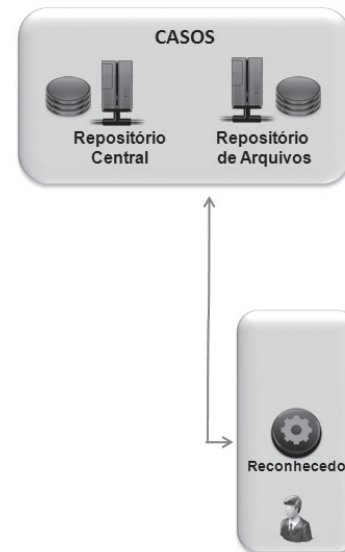 CASOS
Repositório
Central
Repositório
de Arquivos
Reconhecedo